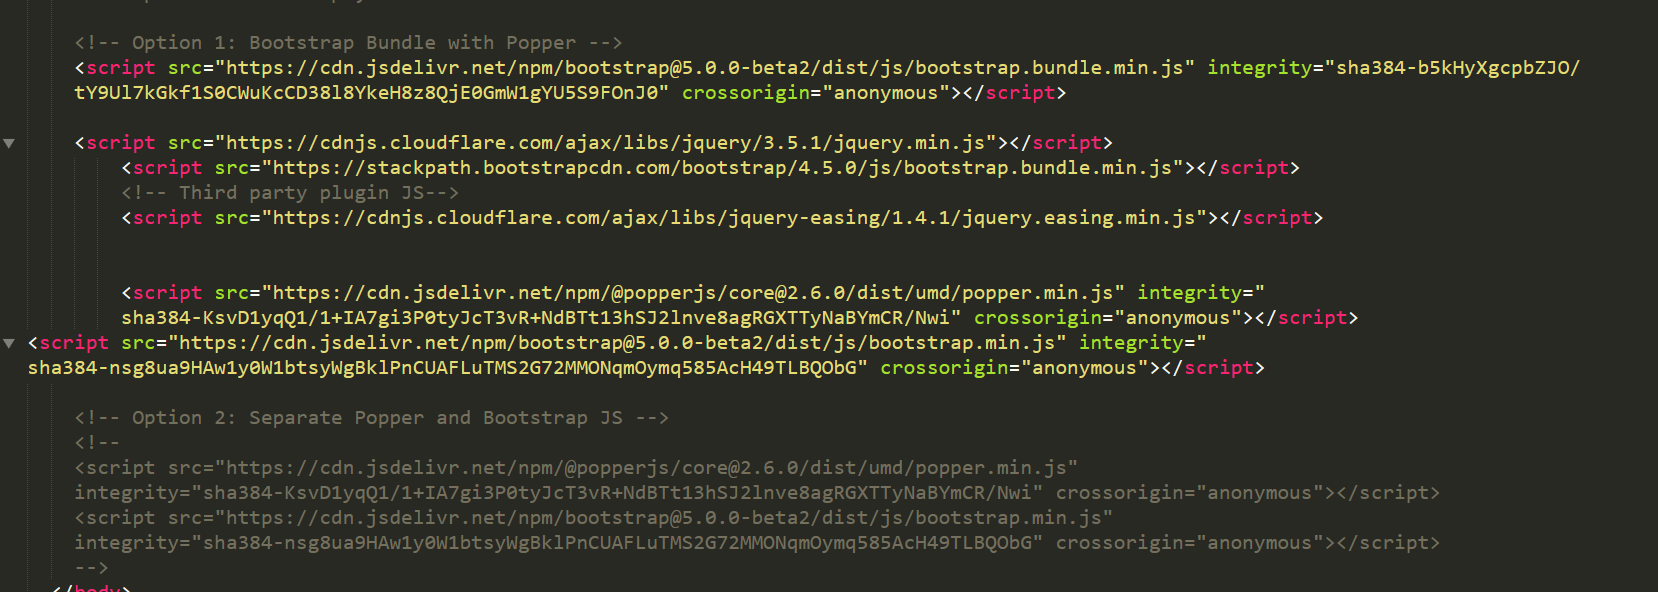 <!-- Option 1: Bootstrap Bundle with Popper -->
<script src="https://cdn.jsdelivr.net/npm/bootstrap@5.0.0-beta2/dist/js/bootstrap.bundle.min.js" integrity="sha384-b5kHyXgcpbZJO/
tY9Ul7kGkf1S0CWuKcCD38l8YkeH8z8QjE0GmW1gYU5S9FOnJ0" crossorigin="anonymous"></script>
<script src="https://cdnjs.cloudflare.com/ajax/libs/jquery/3.5.1/jquery.min.js"></script>
<script src="https://stackpath.bootstrapcdn.com/bootstrap/4.5.0/js/bootstrap.bundle.min.js"></script>
<!-- Third party plugin JS-->
<script src="https://cdnjs.cloudflare.com/ajax/libs/jquery-easing/1.4.1/jquery.easing.min.js"></script>
<script src="https://cdn.jsdelivr.net/npm/@popperjs/core@2.6.0/dist/umd/popper.min.js" integrity="
sha384-KsvD1yqQ1/1+IA7gi3P0tyJcT3vR+NdBTt13hSJ2lnve8agRGXTTyNaBYmCR/Nwi" crossorigin="anonymous"></script>
<script src="https://cdn.jsdelivr.net/npm/bootstrap@5.0.0-beta2/dist/js/bootstrap.min.js" integrity="
sha384-nsg8ua9HAw1y0W1btsyWgBklPnCUAFLuTMS2G72MMONqmOymq585AcH49TLBQObG" crossorigin="anonymous"></script>
<!-- Option 2: Separate Popper and Bootstrap JS -->
<!--
<script src="https://cdn.jsdelivr.net/npm/@popperjs/core@2.6.0/dist/umd/popper.min.js"
integrity="sha384-KsvD1yqQ1/1+IA7gi3P0tyJcT3vR+NdBTt13hSJ2lnve8agRGXTTyNaBYmCR/Nwi" crossorigin="anonymous"></script>
<script src="https://cdn.jsdelivr.net/npm/bootstrap@5.0.0-beta2/dist/js/bootstrap.min.js"
integrity="sha384-nsg8ua9HAw1y0W1btsyWgBklPnCUAFLuTMS2G72MMONqmOymq585AcH49TLBQObG" crossorigin="anonymous"></script>
-->
</body>